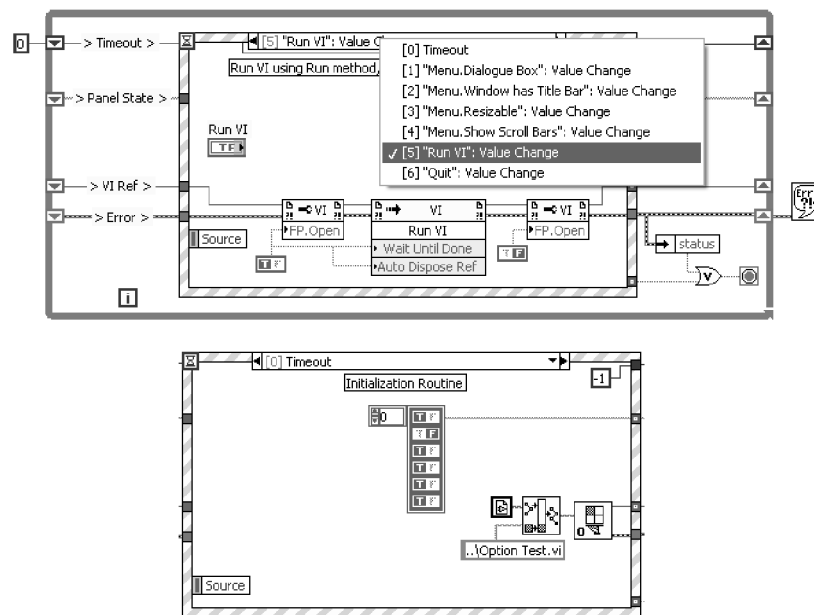 [5] "Run VI": Value C
[0] Timeout
0
> Timeout >
Run VI using Run method,
[1] "Menu.Dialogue Box": Value Change
[2] "Menu.Window has Title Bar": Value Change
> Panel State >
[3] "Menu.Resizable": Value Change
[4] "Menu.Show Scroll Bars": Value Change
Run VI
TF
✓ [5] "Run VI": Value Change
[6] "Quit": Value Change
> VI Ref >
> Error >
VI
VI
VI
Err
?!
Source
FP.Open
Run VI
FP.Open
status
Wait Until Done
T F
Auto Dispose Ref
T F
V
i
[0] Timeout
-1
Initialization Routine
0
T F
T F
T F
T F
T F
T F
0
..\Option Test.vi
Source